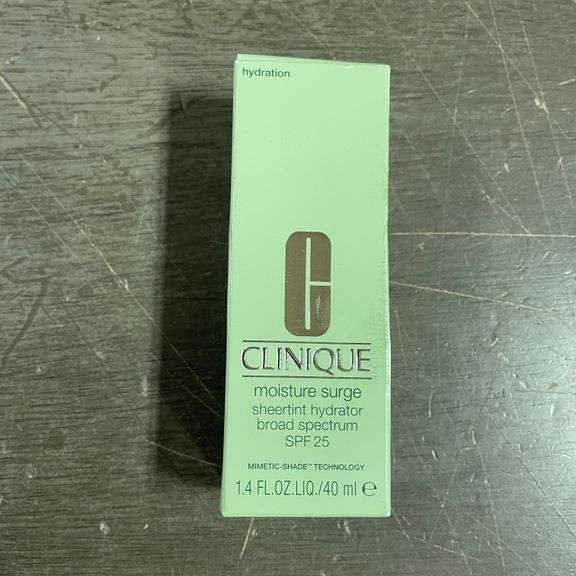 hydration
CLINIQUE
moisture surge
sheertint hydrator
broad spectrum
SPF 25
MIMETIC-SHADE™ TECHNOLOGY
1.4 FL.OZ.LIQ./40 ml ℮